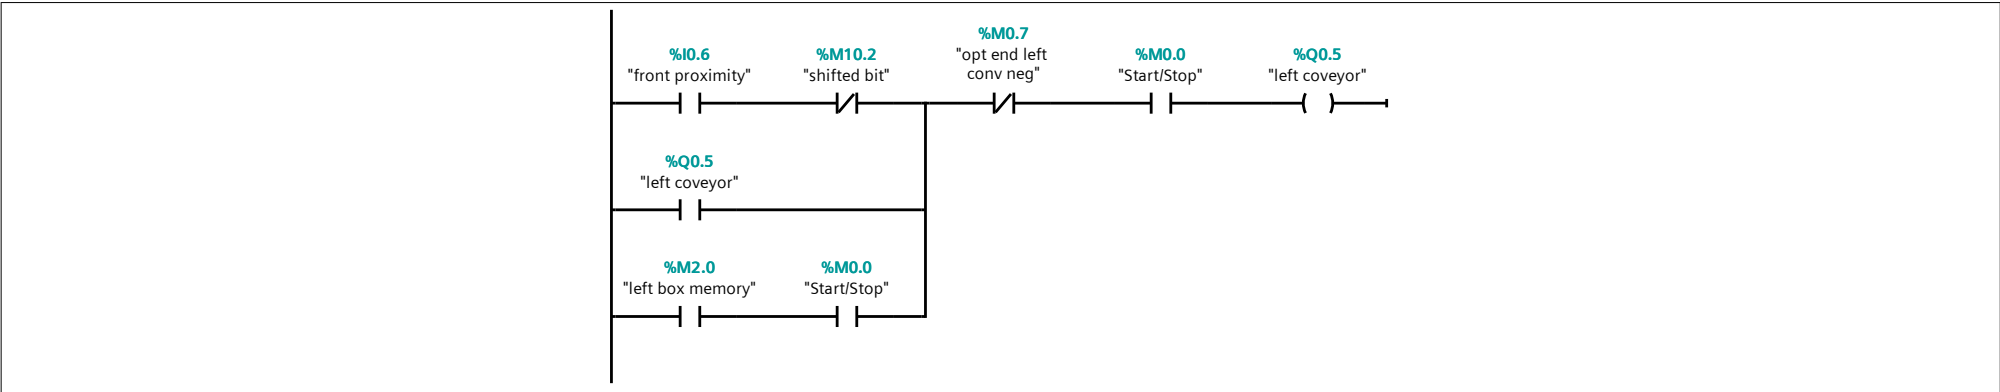 %I0.6
"front proximity"
%M10.2
"shifted bit"
%M0.7
"opt end left
conv neg"
%M0.0
"Start/Stop"
%Q0.5
"left coveyor"
%Q0.5
"left coveyor"
%M2.0
"left box memory"
%M0.0
"Start/Stop"